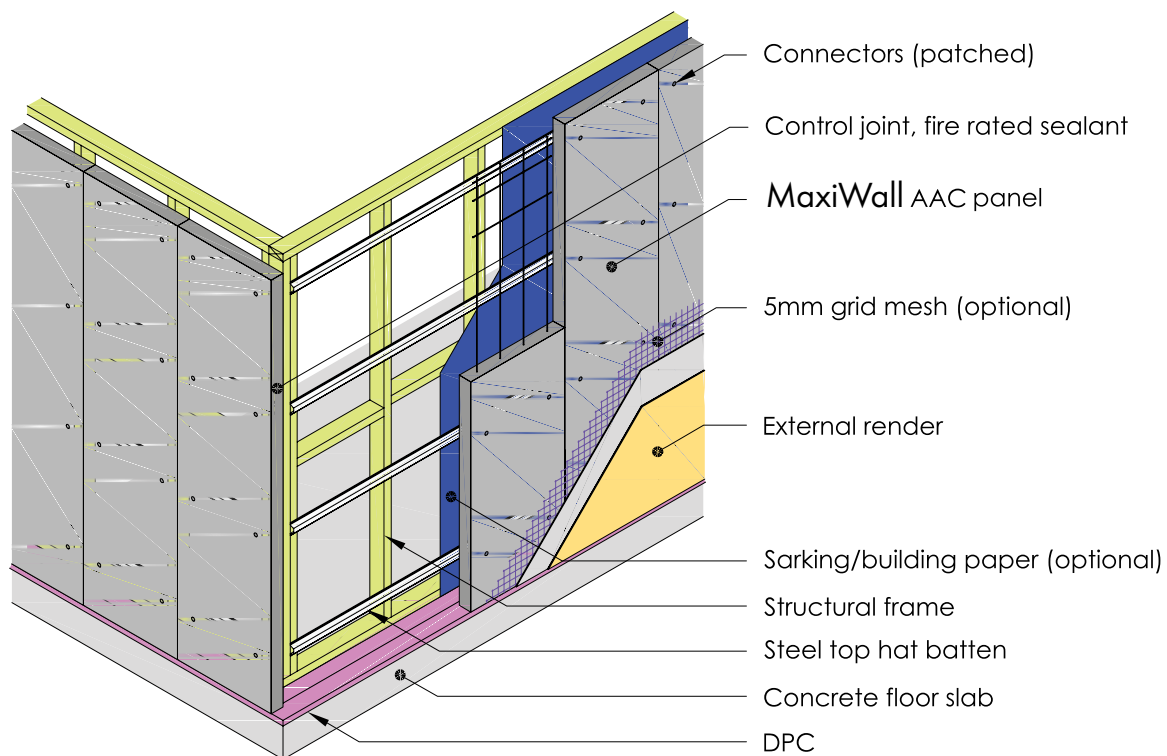 Connectors (patched)
Control joint, fire rated sealant
MaxiWall AAC panel
5mm grid mesh (optional)
External render
Sarking/building paper (optional)
Structural frame
Steel top hat batten
Concrete floor slab
DPC